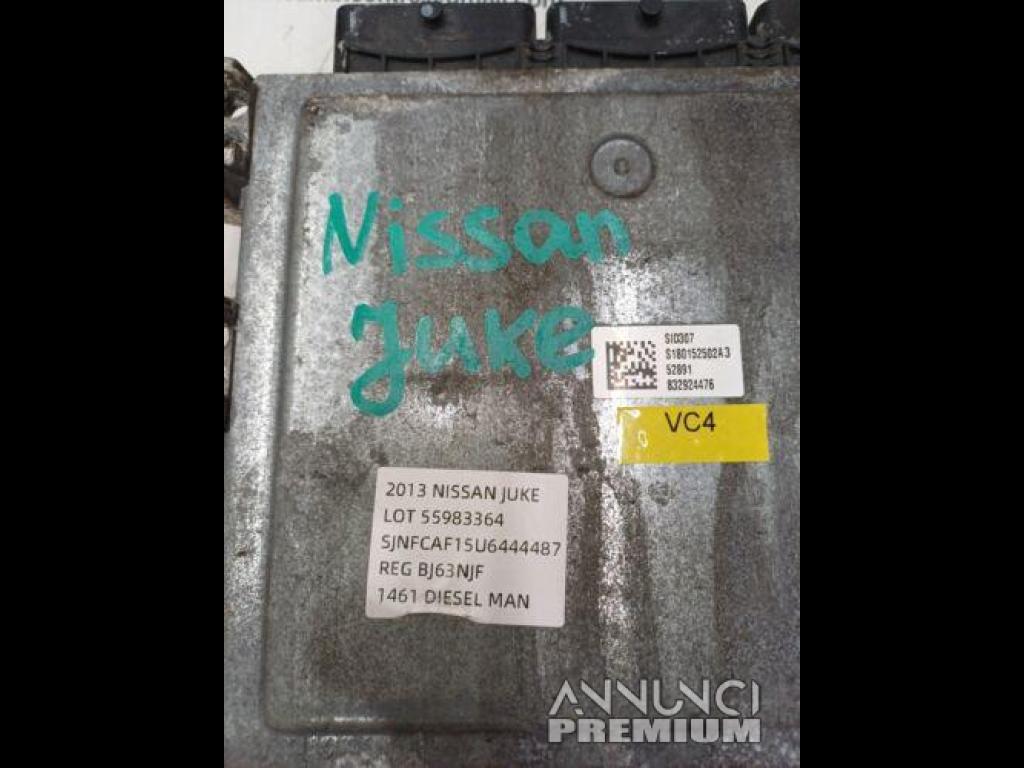 Nissan
Juke
SID307
S180152502A3
52891
832924476
VC4
2013 NISSAN JUKE
LOT 55983364
SJNFCAF15U6444487
REG BJ63NJF
1461 DIESEL MAN
ANNUNCI
PREMIUM